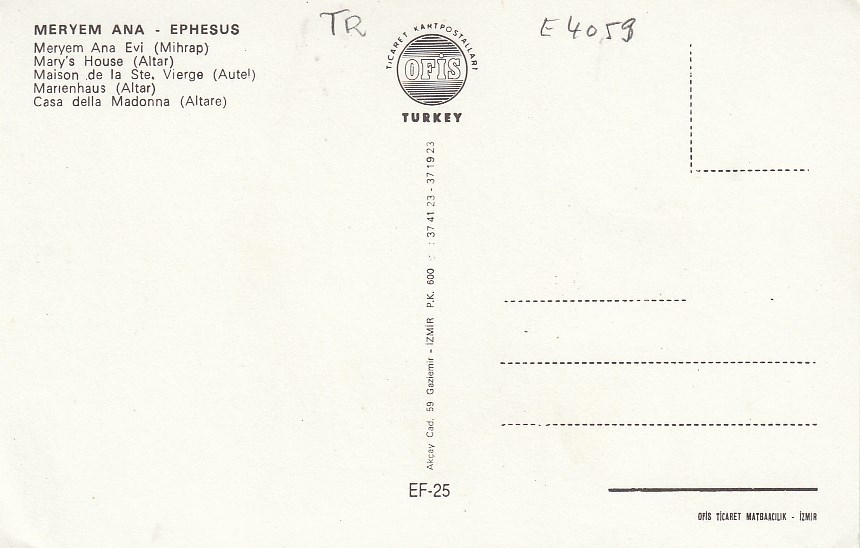 MERYEM ANA - EPHESUS
Meryem Ana Evi (Mihrap)
Mary's House (Altar)
Maison de la Ste. Vierge (Autel)
Marienhaus (Altar)
Casa della Madonna (Altare)
TR
E 4059
TİCARET KARTPOSTALLARI
OFİS
TURKEY
Akçay Cad. 59 Gaziemir - İZMİR P.K. 600 : 37 41 23 - 37 19 23
EF-25
OFİS TİCARET MATBAACILIK - İZMİR